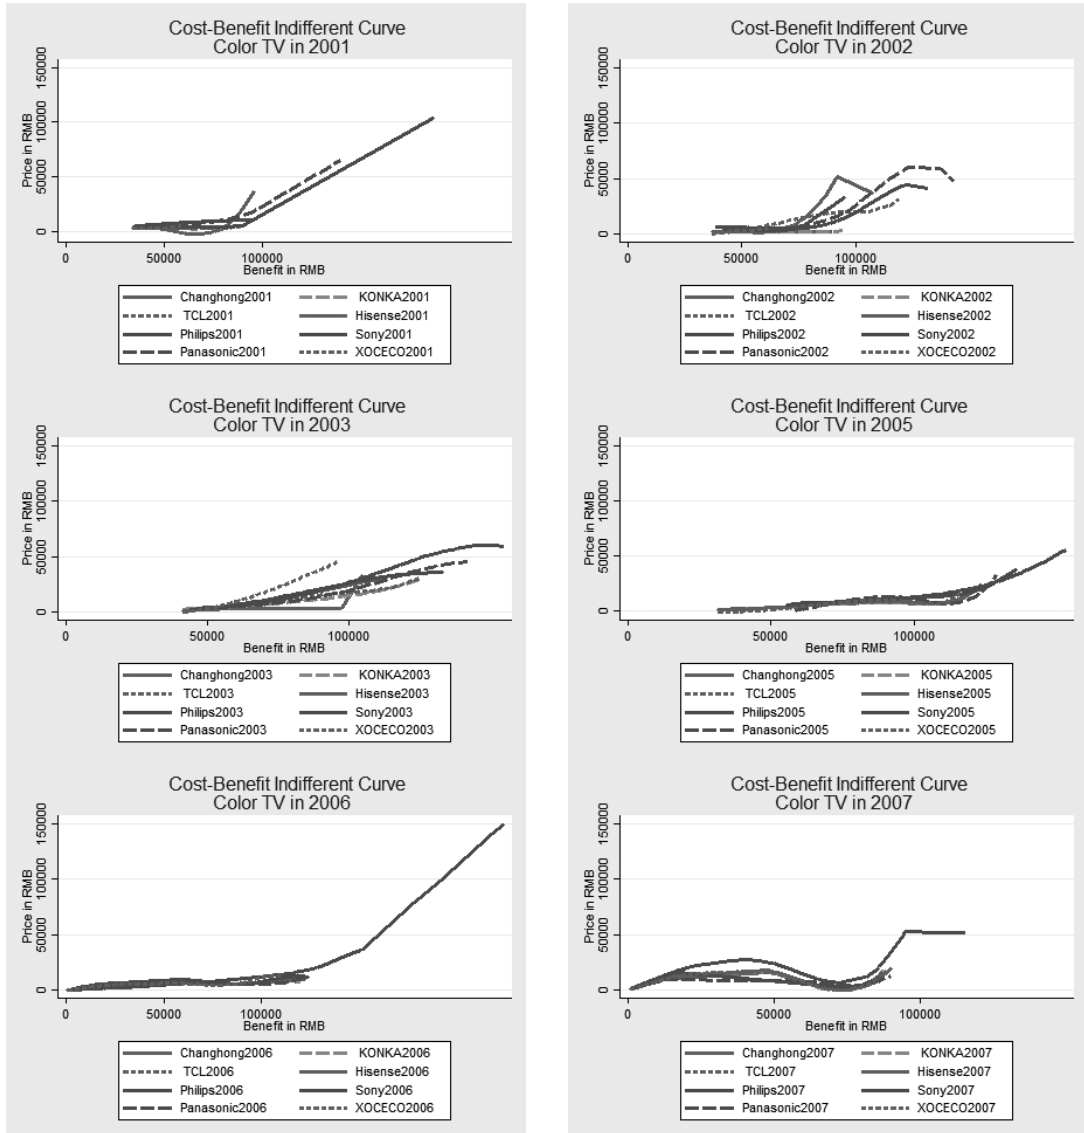 Cost-Benefit Indifferent Curve
Color TV in 2001
Price in RMB
150000
100000
50000
0
0 50000 100000
Benefit in RMB
Changhong2001 KONKA2001
TCL2001 Hisense2001
Philips2001 Sony2001
Panasonic2001 XOCECO2001
Cost-Benefit Indifferent Curve
Color TV in 2002
Price in RMB
150000
100000
50000
0
0 50000 100000
Benefit in RMB
Changhong2002 KONKA2002
TCL2002 Hisense2002
Philips2002 Sony2002
Panasonic2002 XOCECO2002
Cost-Benefit Indifferent Curve
Color TV in 2003
Price in RMB
150000
100000
50000
0
0 50000 100000
Benefit in RMB
Changhong2003 KONKA2003
TCL2003 Hisense2003
Philips2003 Sony2003
Panasonic2003 XOCECO2003
Cost-Benefit Indifferent Curve
Color TV in 2005
Price in RMB
150000
100000
50000
0
0 50000 100000
Benefit in RMB
Changhong2005 KONKA2005
TCL2005 Hisense2005
Philips2005 Sony2005
Panasonic2005 XOCECO2005
Cost-Benefit Indifferent Curve
Color TV in 2006
Price in RMB
150000
100000
50000
0
0 50000 100000
Benefit in RMB
Changhong2006 KONKA2006
TCL2006 Hisense2006
Philips2006 Sony2006
Panasonic2006 XOCECO2006
Cost-Benefit Indifferent Curve
Color TV in 2007
Price in RMB
150000
100000
50000
0
0 50000 100000
Benefit in RMB
Changhong2007 KONKA2007
TCL2007 Hisense2007
Philips2007 Sony2007
Panasonic2007 XOCECO2007